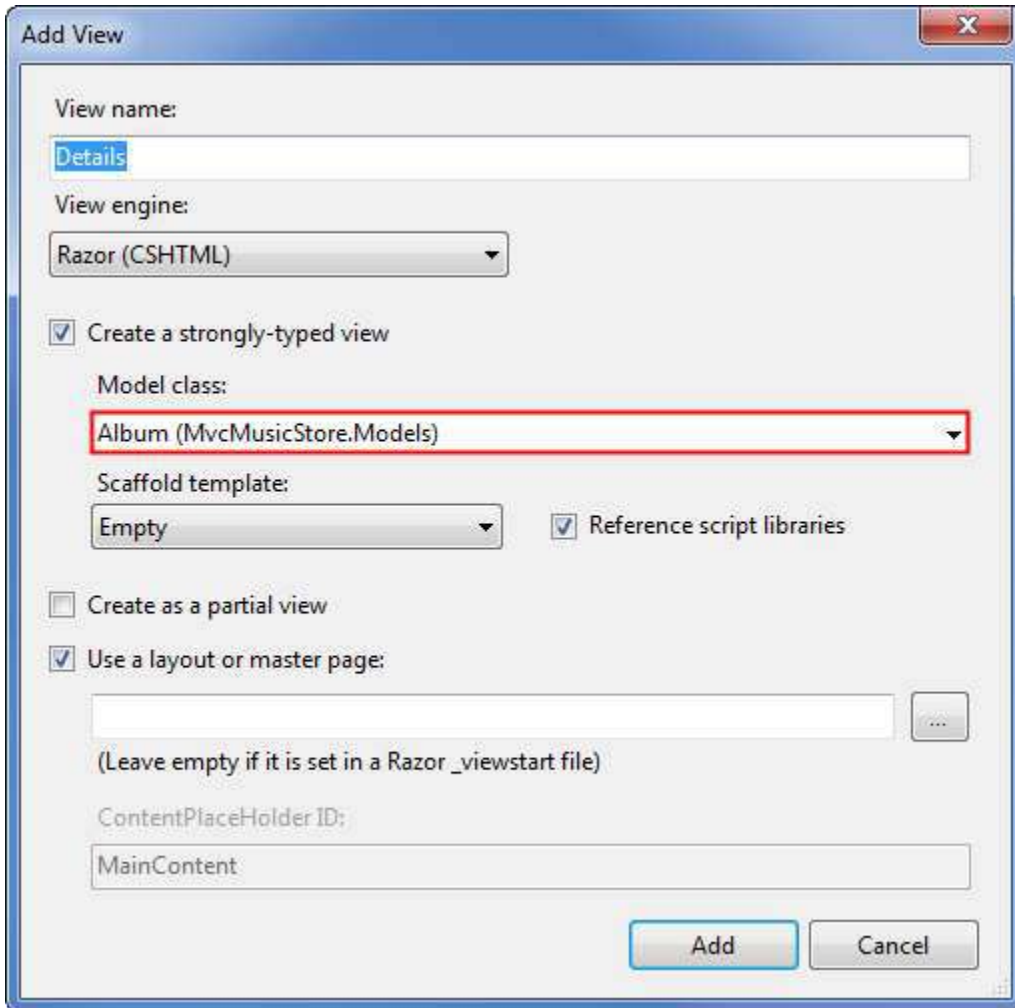 Add View
View name:
Details
View engine:
Razor (CSHTML)
Create a strongly-typed view
Model class:
Album (MvcMusicStore.Models)
Scaffold template:
Empty
Reference script libraries
Create as a partial view
Use a layout or master page:
...
(Leave empty if it is set in a Razor _viewstart file)
ContentPlaceHolder ID:
MainContent
Add
Cancel